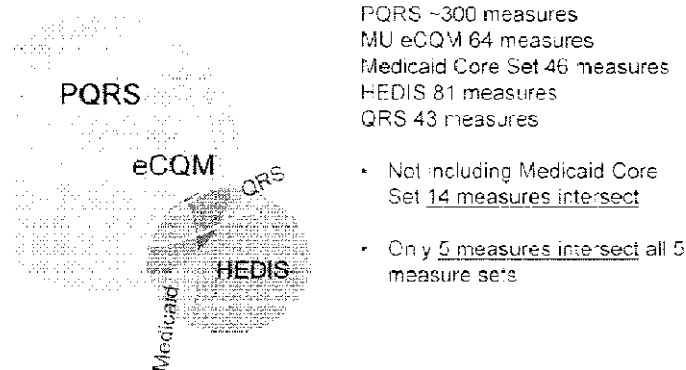 PQRS ~300 measures
MU eCQM 64 measures
Medicaid Core Set 46 measures
HEDIS 81 measures
QRS 43 measures
• Not including Medicaid Core
Set 14 measures intersect
• Only 5 measures intersect all 5
measure sets
PQRS
eCQM
QRS
HEDIS
Medicaid